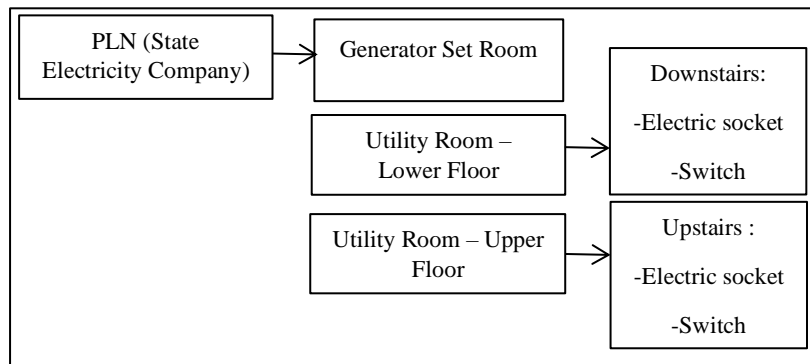 PLN (State
Electricity Company)
Generator Set Room
Downstairs:
-Electric socket
-Switch
Utility Room –
Lower Floor
Utility Room – Upper
Floor
Upstairs :
-Electric socket
-Switch